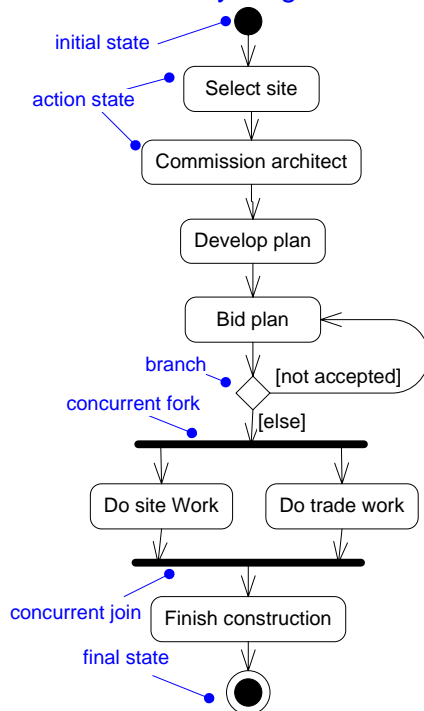 initial state
Select site
action state
Commission architect
Develop plan
Bid plan
branch
[not accepted]
concurrent fork
[else]
Do site Work
Do trade work
concurrent join
Finish construction
final state